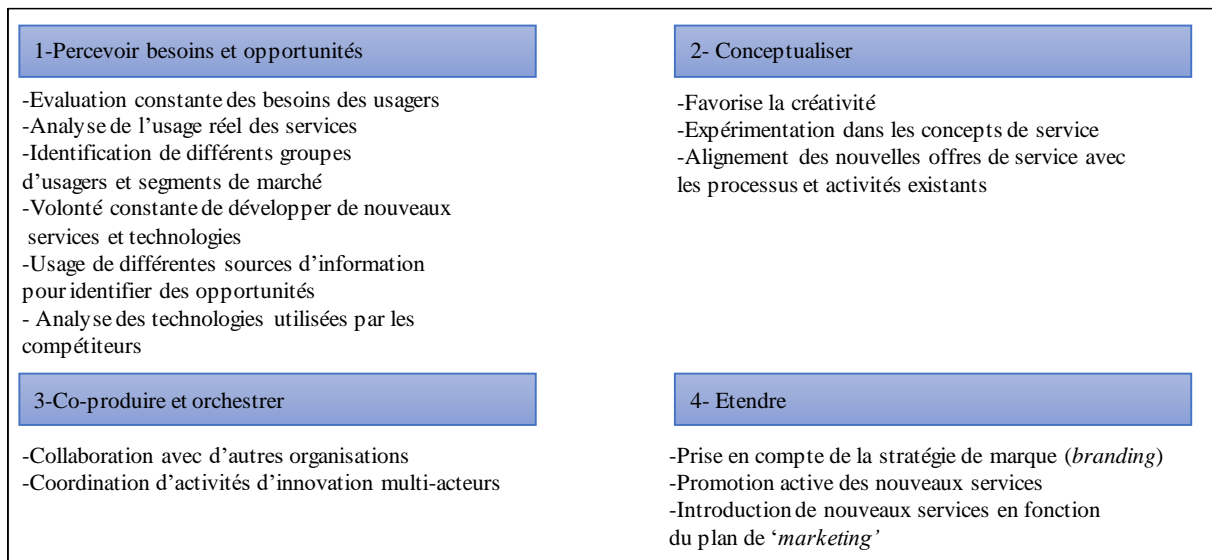 1-Percevoir besoins et opportunités
-Evaluation constante des besoins des usagers
-Analyse de l’usage réel des services
-Identification de différents groupes
d’usagers et segments de marché
-Volonté constante de développer de nouveaux
services et technologies
-Usage de différentes sources d’information
pour identifier des opportunités
- Analyse des technologies utilisées par les
compétiteurs
2- Conceptualiser
-Favorise la créativité
-Expérimentation dans les concepts de service
-Alignement des nouvelles offres de service avec
les processus et activités existants
3-Co-produire et orchestrer
-Collaboration avec d’autres organisations
-Coordination d’activités d’innovation multi-acteurs
4- Etendre
-Prise en compte de la stratégie de marque (branding)
-Promotion active des nouveaux services
-Introduction de nouveaux services en fonction
du plan de ‘marketing’